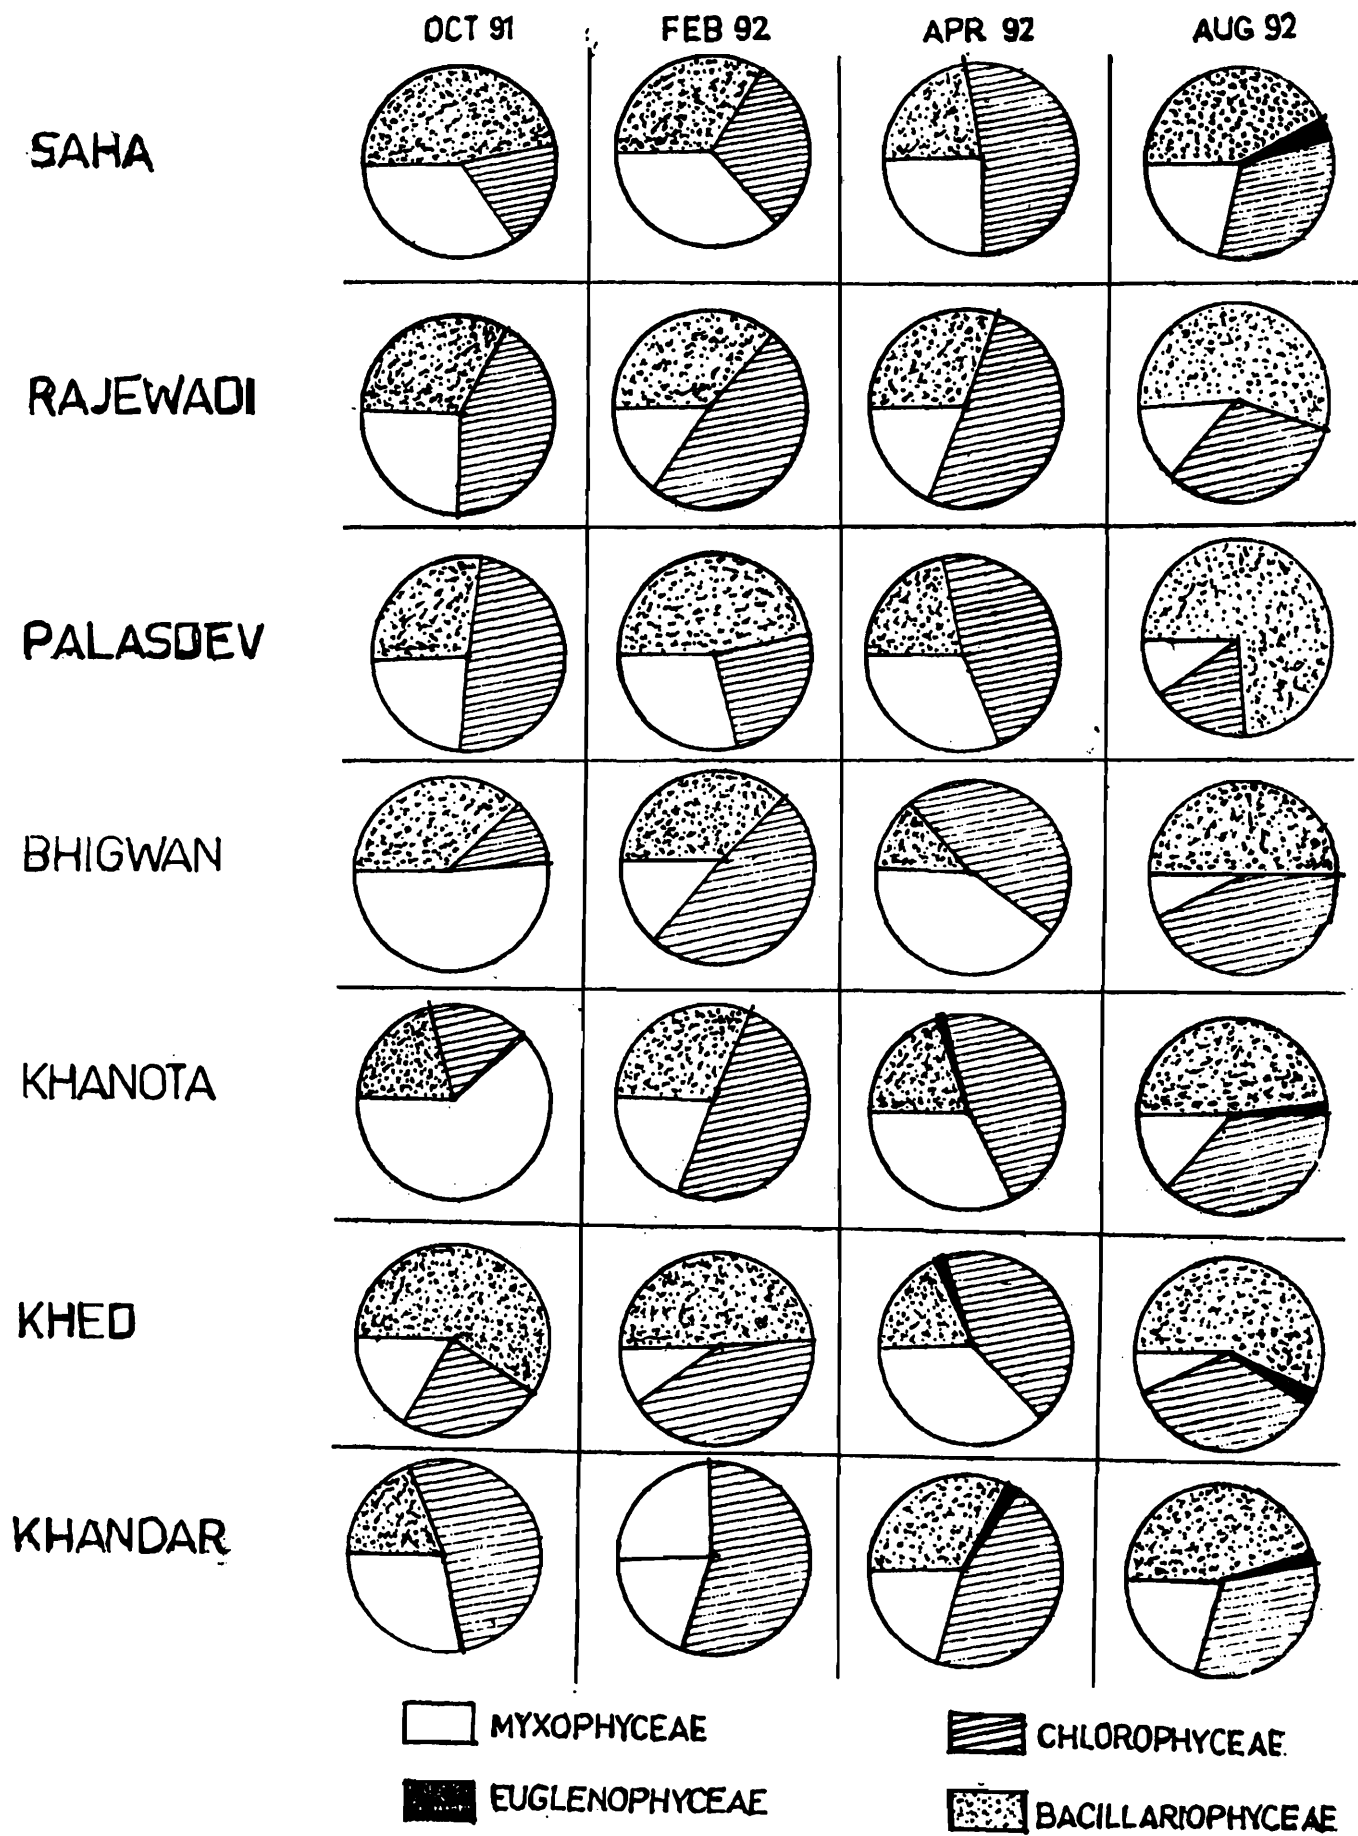 OCT 91 FEB 92 APR 92 AUG 92
SAHA
RAJEWADI
PALASDEV
BHIGWAN
KHANOTA
KHED
KHANDAR
MYXOPHYCEAE CHLOROPHYCEAE
EUGLENOPHYCEAE BACILLARIOPHYCEAE